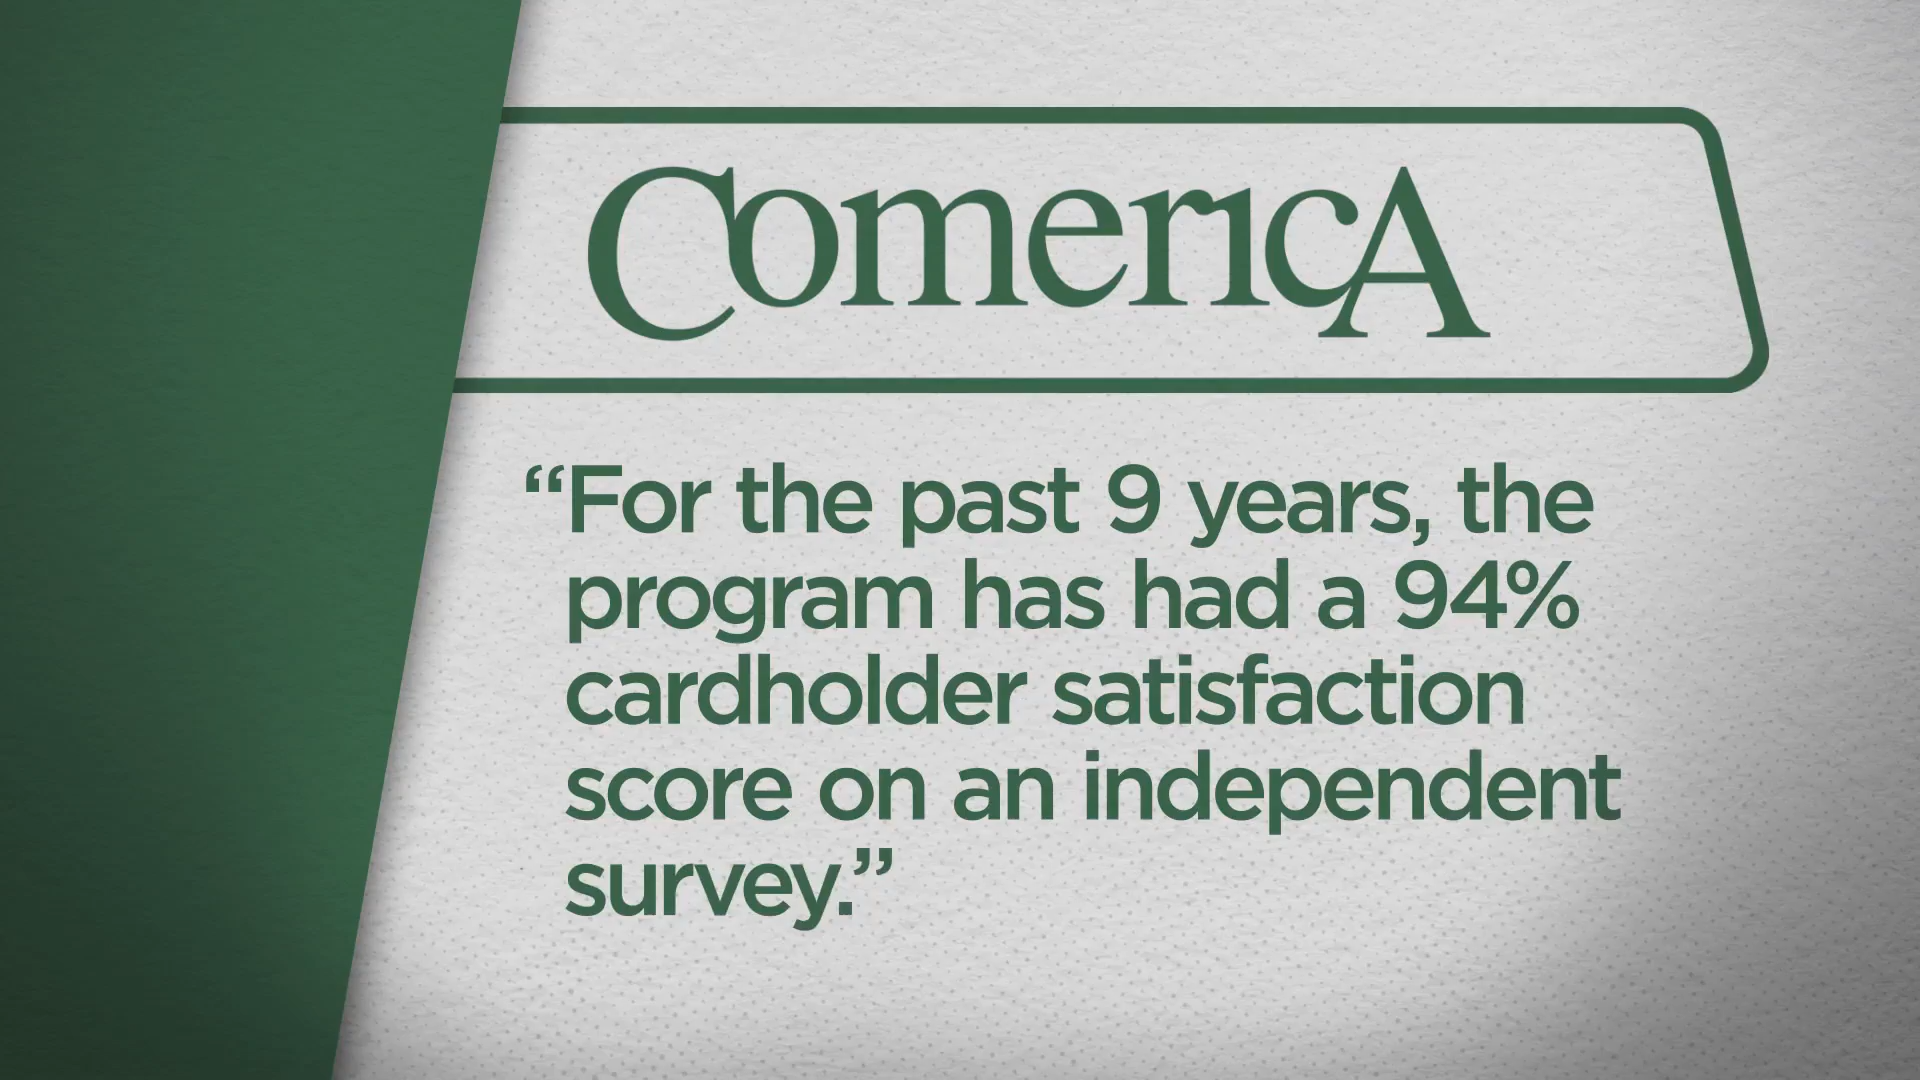 ComericA
“For the past 9 years, the
program has had a 94%
cardholder satisfaction
score on an independent
survey.”